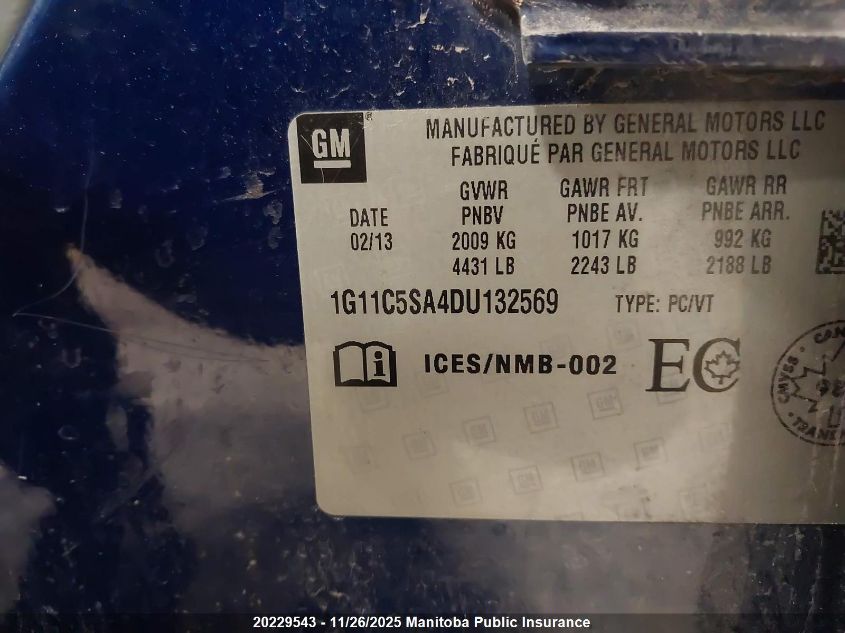 GM ®
MANUFACTURED BY GENERAL MOTORS LLC
FABRIQUÉ PAR GENERAL MOTORS LLC
GVWR GAWR FRT GAWR RR
DATE PNBV PNBE AV. PNBE ARR.
02/13 2009 KG 1017 KG 992 KG
4431 LB 2243 LB 2188 LB
1G11C5SA4DU132569 TYPE: PC/VT
ICES/NMB-002 EC
20229543 - 11/26/2025 Manitoba Public Insurance